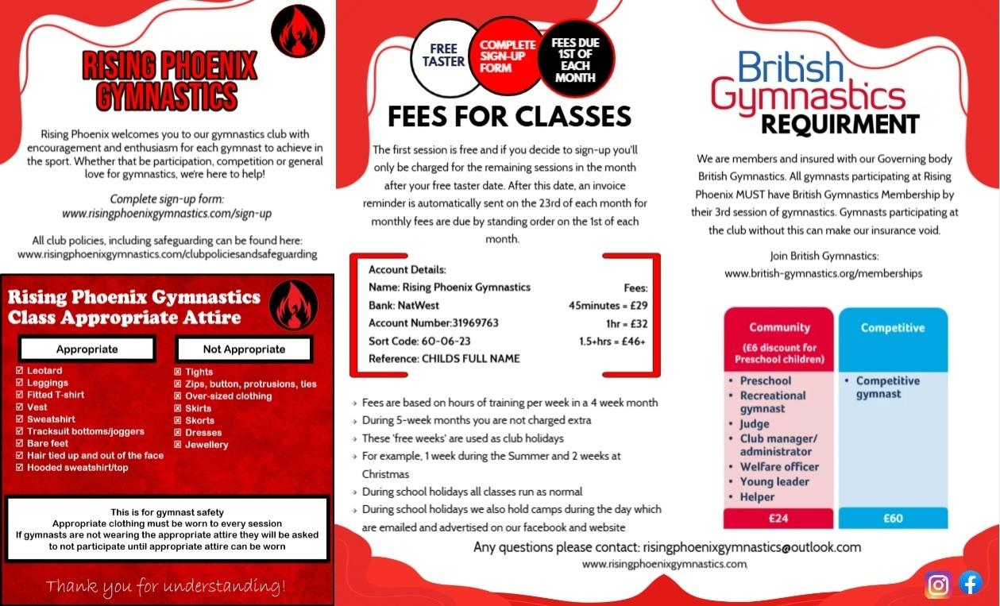 RISING PHOENIX
GYMNASTICS
Rising Phoenix welcomes you to our gymnastics club with
encouragement and enthusiasm for each gymnast to achieve in
the sport. Whether that be participation, competition or general
love for gymnastics, we're here to help!
Complete sign-up form:
www.risingphoenixgymnastics.com/sign-up
All club policies, including safeguarding can be found here:
www.risingphoenixgymnastics.com/clubpoliciesandsafeguarding
Rising Phoenix Gymnastics
Class Appropriate Attire
Appropriate
☑ Leotard
☑ Leggings
☑ Fitted T-shirt
☑ Vest
☑ Sweatshirt
☑ Tracksuit bottoms/joggers
☑ Bare feet
☑ Hair tied up and out of the face
☑ Hooded sweatshirt/top
Not Appropriate
☒ Tights
☒ Zips, button, protrusions, ties
☒ Over-sized clothing
☒ Skirts
☒ Skorts
☒ Dresses
☒ Jewellery
This is for gymnast safety
Appropriate clothing must be worn to every session
If gymnasts are not wearing the appropriate attire they will be asked
to not participate until appropriate attire can be worn
Thank you for understanding!
FREE
TASTER
COMPLETE
SIGN-UP
FORM
FEES DUE
1ST OF
EACH
MONTH
FEES FOR CLASSES
The first session is free and if you decide to sign-up you'll
only be charged for the remaining sessions in the month
after your free taster date. After this date, an invoice
reminder is automatically sent on the 23rd of each month for
monthly fees are due by standing order on the 1st of each
month.
Account Details:
Name: Rising Phoenix Gymnastics
Bank: NatWest
Account Number:31969763
Sort Code: 60-06-23
Reference: CHILDS FULL NAME
Fees:
45minutes = £29
1hr = £32
1.5+hrs = £46+
→ Fees are based on hours of training per week in a 4 week month
→ During 5-week months you are not charged extra
→ These 'free weeks' are used as club holidays
→ For example, 1 week during the Summer and 2 weeks at
Christmas
→ During school holidays all classes run as normal
→ During school holidays we also hold camps during the day which
are emailed and advertised on our facebook and website
British
Gymnastics
REQUIRMENT
We are members and insured with our Governing body
British Gymnastics. All gymnasts participating at Rising
Phoenix MUST have British Gymnastics Membership by
their 3rd session of gymnastics. Gymnasts participating at
the club without this can make our insurance void.
Join British Gymnastics:
www.british-gymnastics.org/memberships
Community
(£6 discount for
Preschool children)
• Preschool
• Recreational
gymnast
• Judge
• Club manager/
administrator
• Welfare officer
• Young leader
• Helper
£24
Competitive
• Competitive
gymnast
£60
Any questions please contact: risingphoenixgymnastics@outlook.com
www.risingphoenixgymnastics.com,